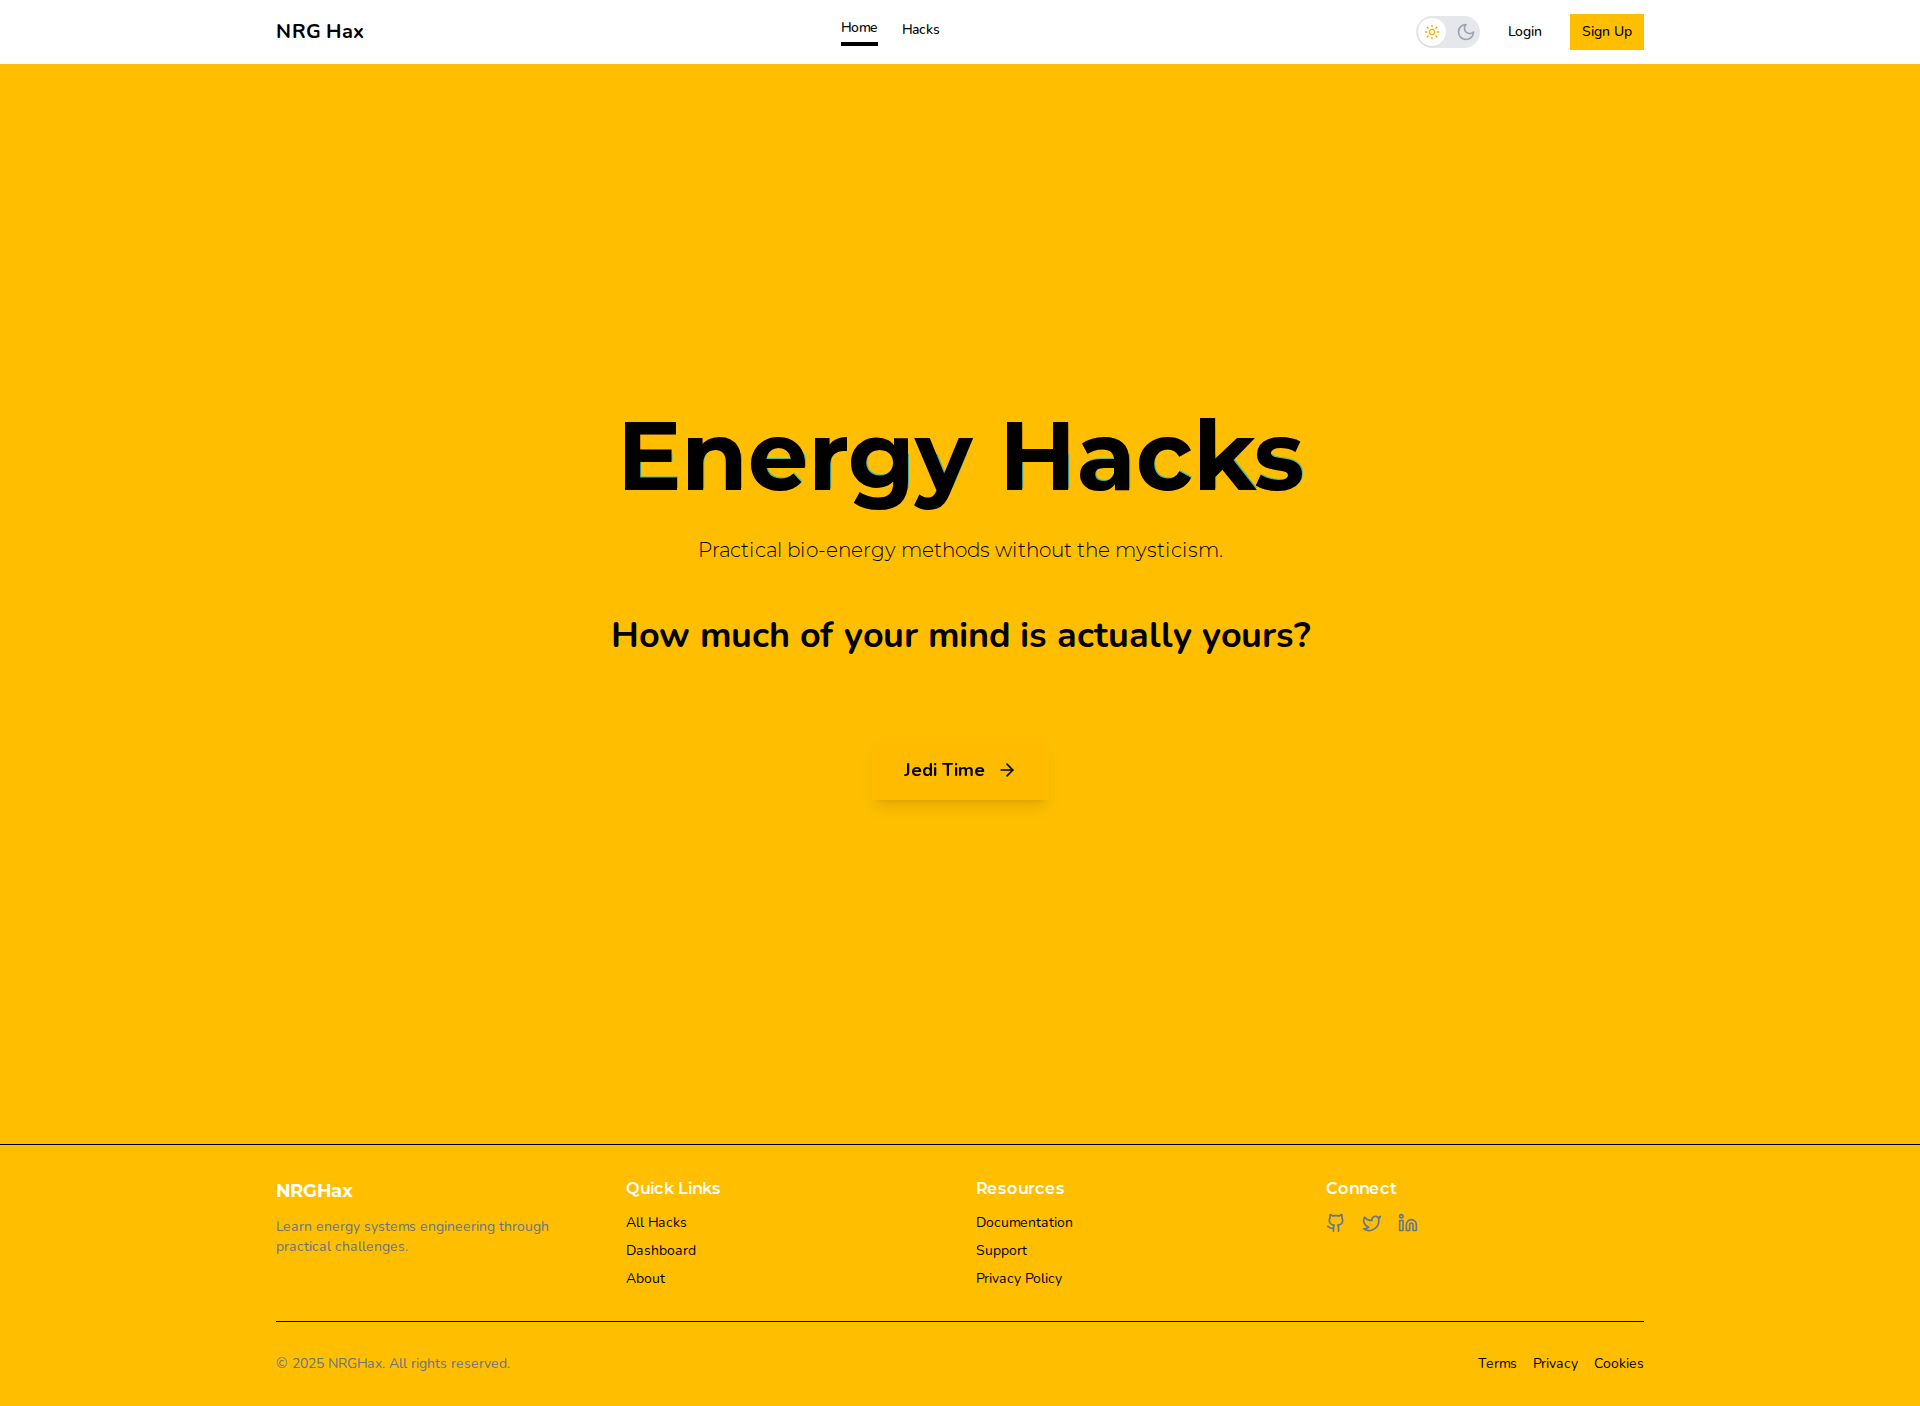 NRG Hax
Home
Hacks
Login
Sign Up
Energy Hacks
Practical bio-energy methods without the mysticism.
How much of your mind is actually yours?
Jedi Time
NRGHax
Learn energy systems engineering through
practical challenges.
Quick Links
All Hacks
Dashboard
About
Resources
Documentation
Support
Privacy Policy
Connect
© 2025 NRGHax. All rights reserved.
Terms
Privacy
Cookies